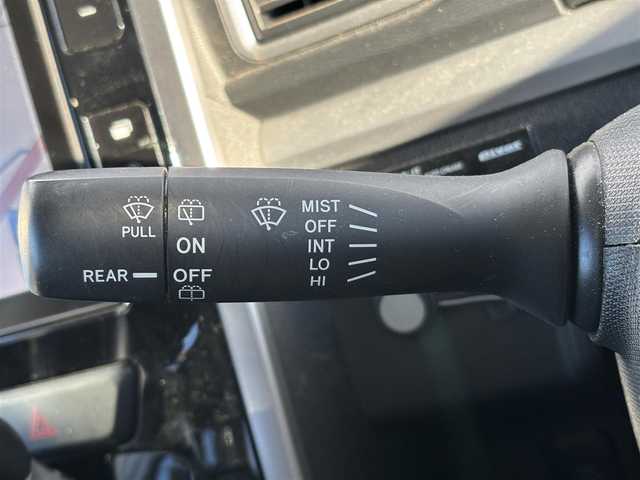 PULL
REAR
ON
OFF
MIST
OFF
INT
LO
HI